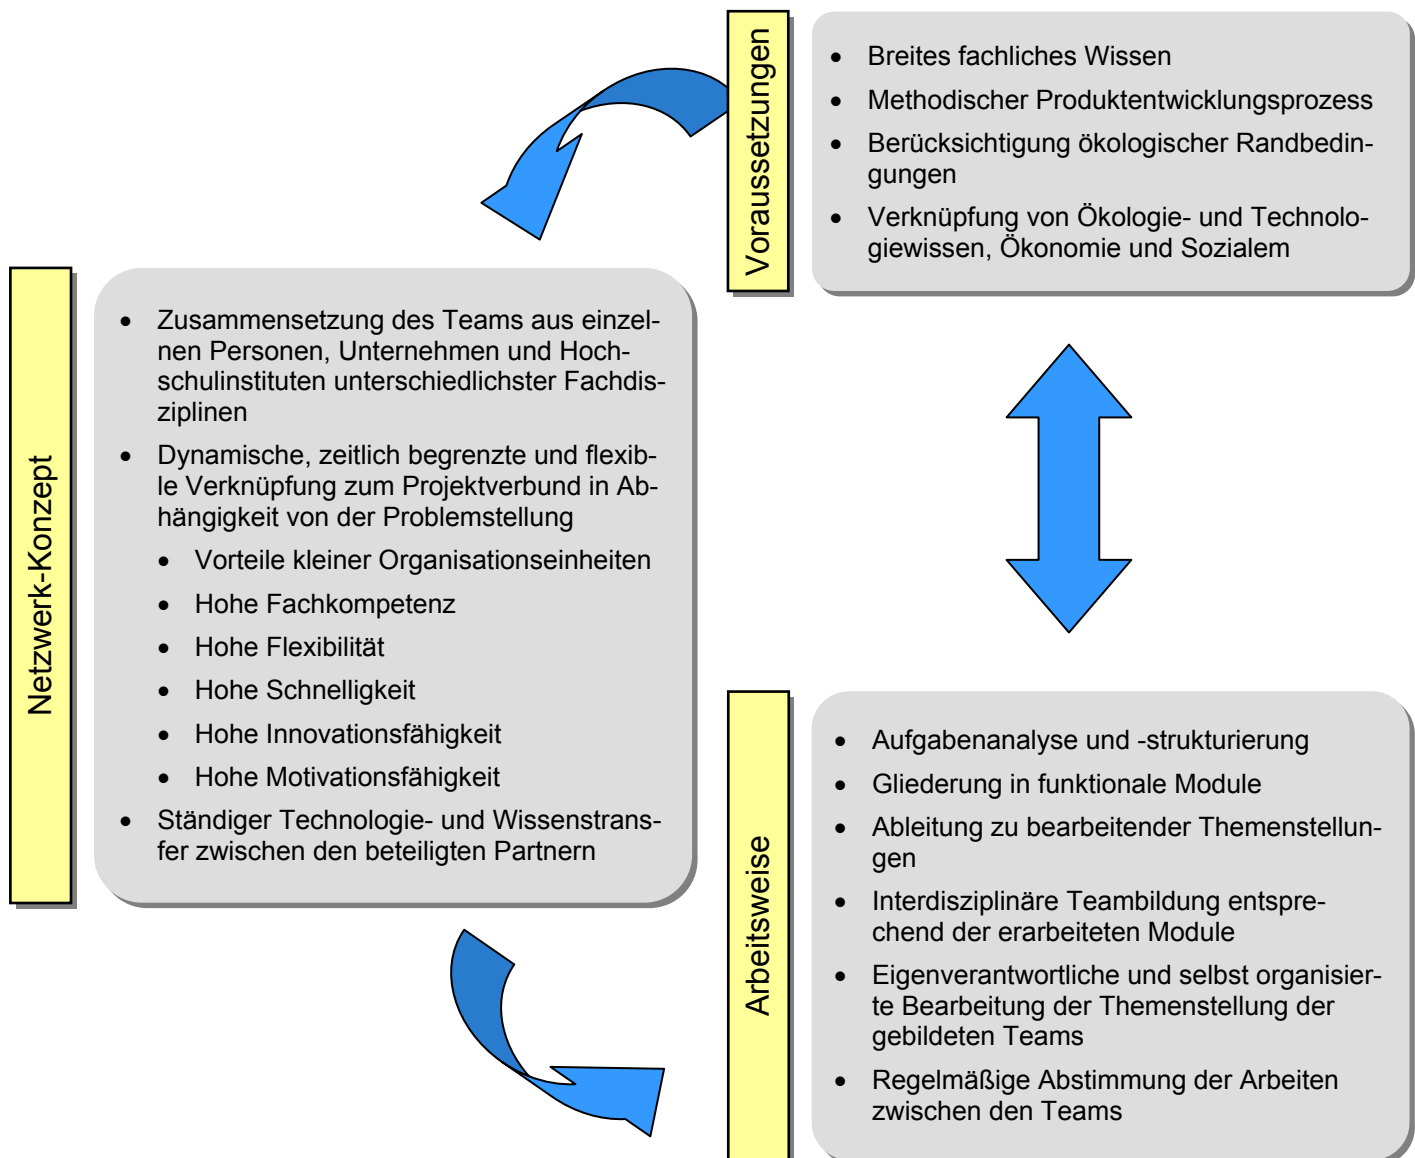 Voraussetzungen
• Breites fachliches Wissen
• Methodischer Produktentwicklungsprozess
• Berücksichtigung ökologischer Randbedin-
gungen
• Verknüpfung von Ökologie- und Technolo-
giewissen, Ökonomie und Sozialem
Netzwerk-Konzept
• Zusammensetzung des Teams aus einzel-
nen Personen, Unternehmen und Hoch-
schulinstituten unterschiedlichster Fachdis-
ziplinen
• Dynamische, zeitlich begrenzte und flexib-
le Verknüpfung zum Projektverbund in Ab-
hängigkeit von der Problemstellung
• Vorteile kleiner Organisationseinheiten
• Hohe Fachkompetenz
• Hohe Flexibilität
• Hohe Schnelligkeit
• Hohe Innovationsfähigkeit
• Hohe Motivationsfähigkeit
• Ständiger Technologie- und Wissenstrans-
fer zwischen den beteiligten Partnern
Arbeitsweise
• Aufgabenanalyse und -strukturierung
• Gliederung in funktionale Module
• Ableitung zu bearbeitender Themenstellun-
gen
• Interdisziplinäre Teambildung entspre-
chend der erarbeiteten Module
• Eigenverantwortliche und selbst organisier-
te Bearbeitung der Themenstellung der
gebildeten Teams
• Regelmäßige Abstimmung der Arbeiten
zwischen den Teams